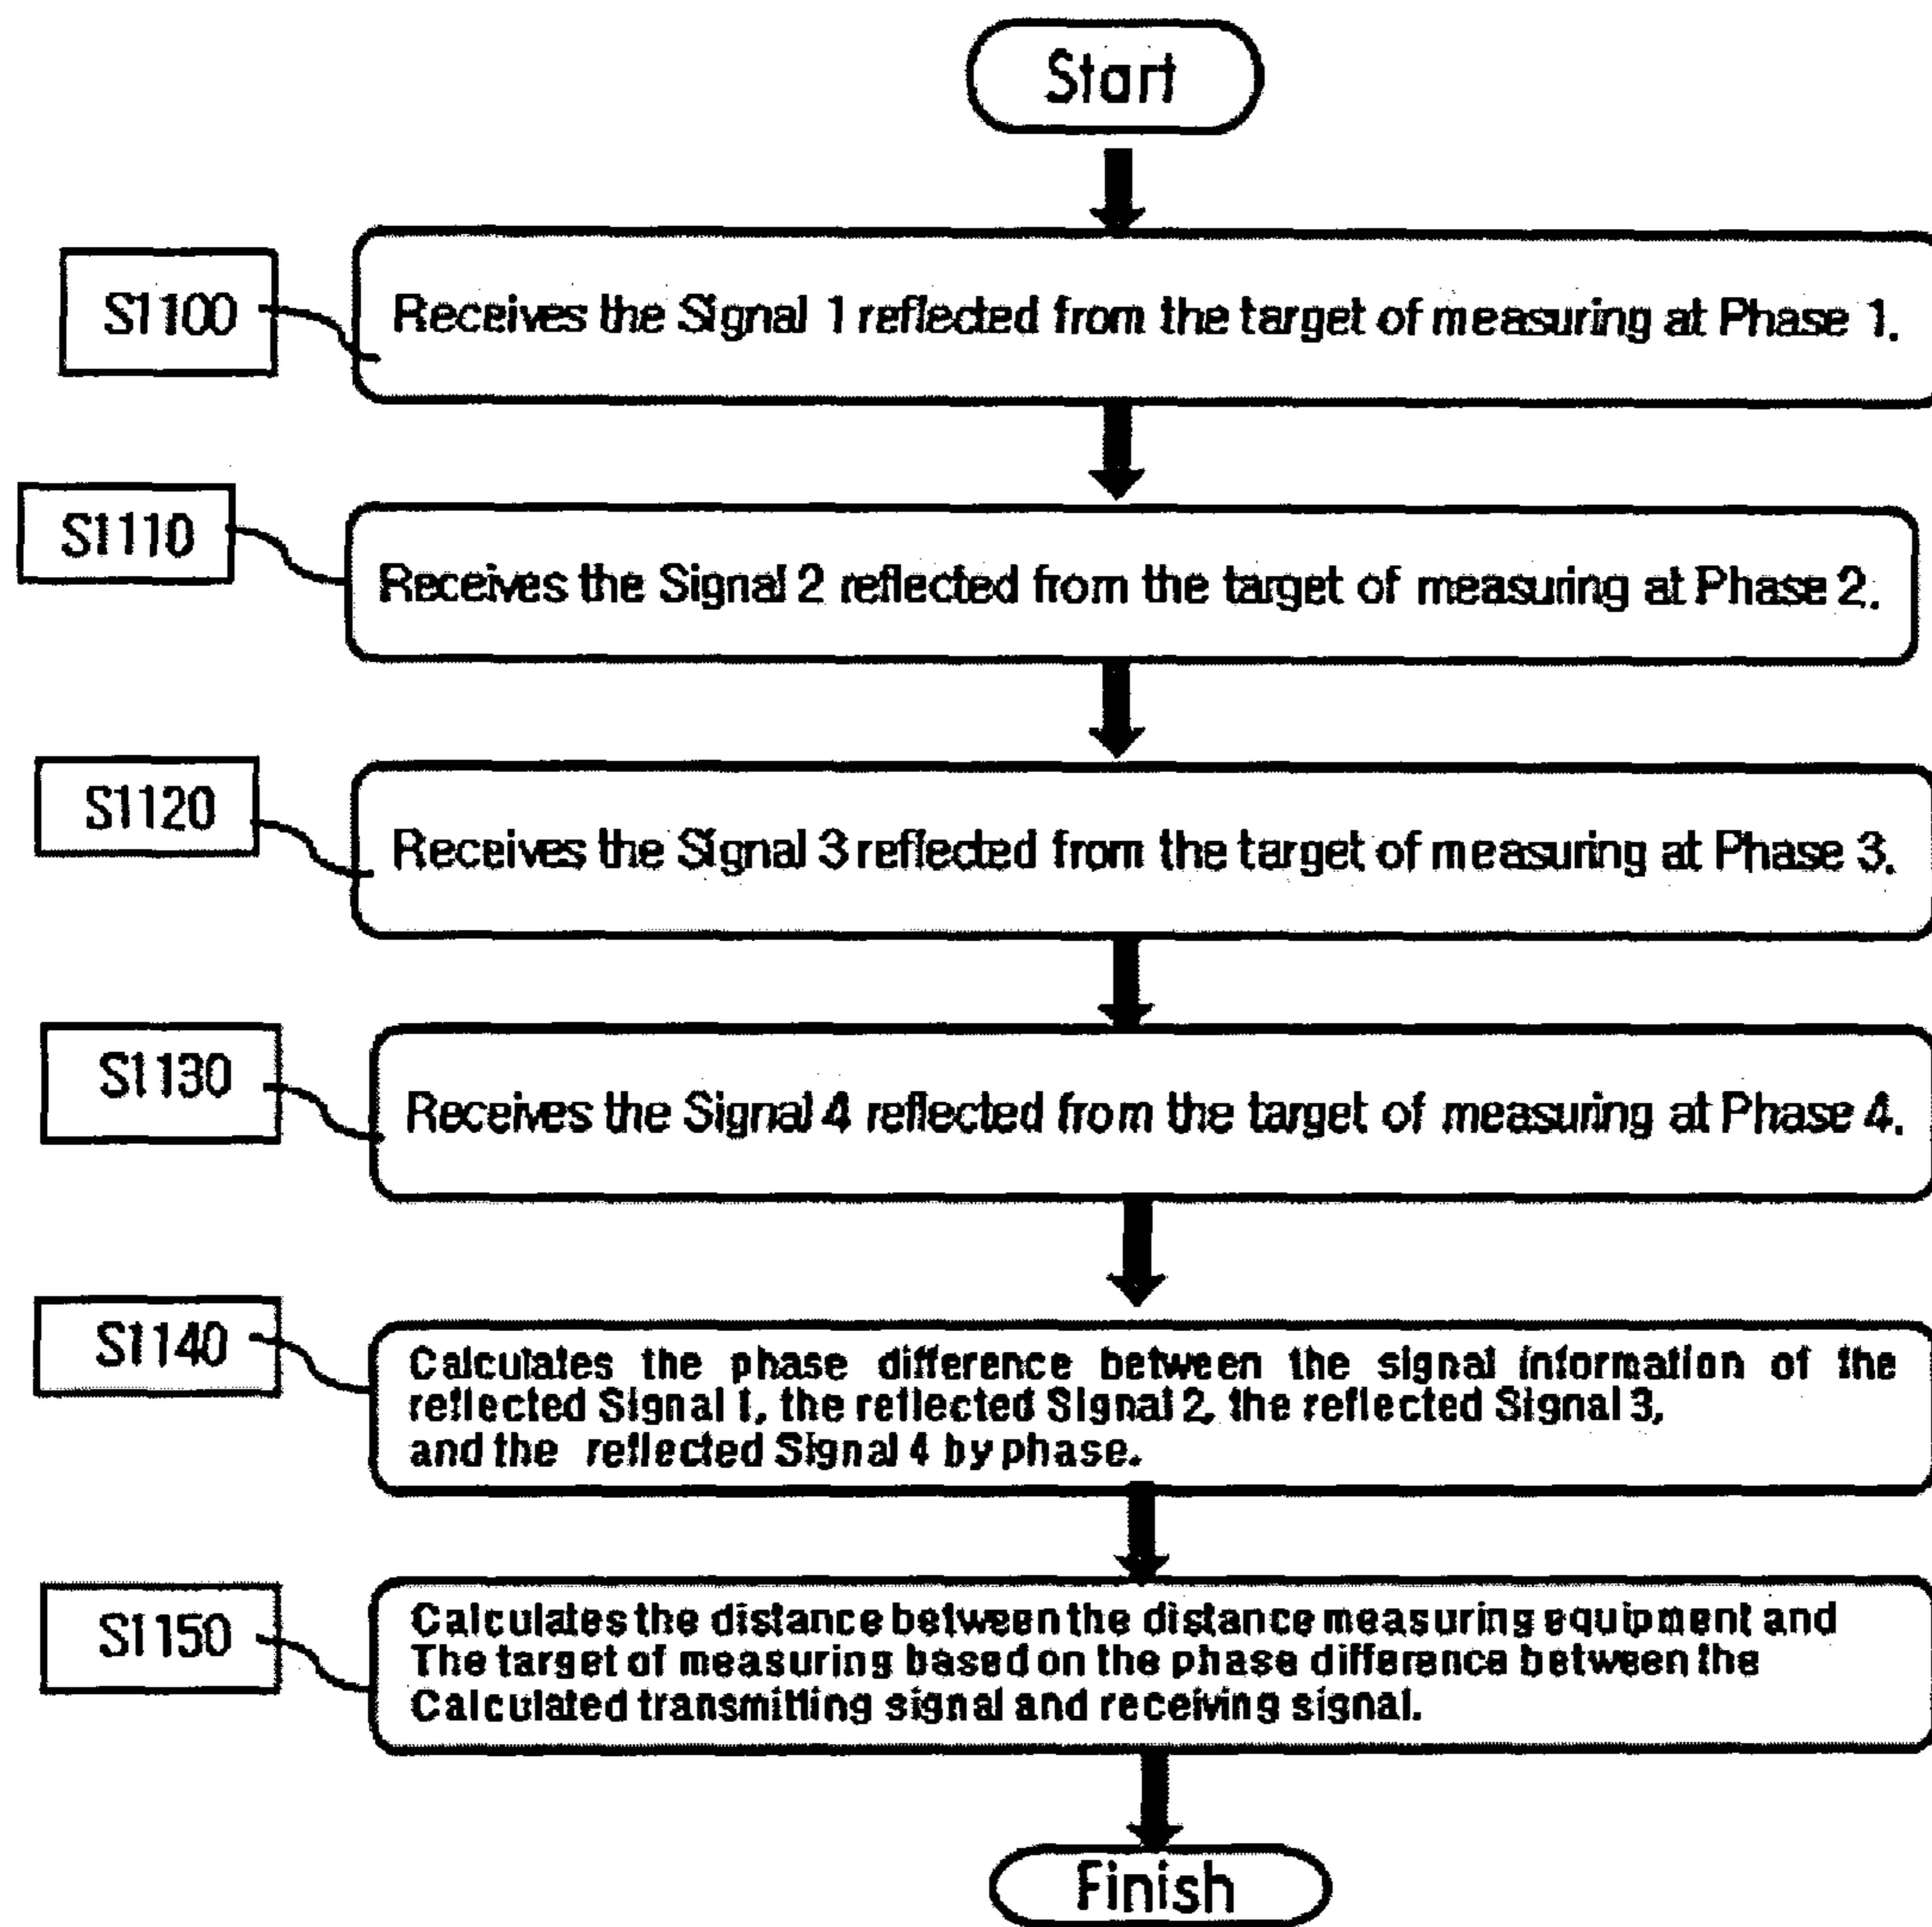 Start
S1100
Receives the Signal 1 reflected from the target of measuring at Phase 1.
S1110
Receives the Signal 2 reflected from the target of measuring at Phase 2.
S1120
Receives the Signal 3 reflected from the target of measuring at Phase 3.
S1130
Receives the Signal 4 reflected from the target of measuring at Phase 4.
S1140
Calculates the phase difference between the signal information of the
reflected Signal 1, the reflected Signal 2, the reflected Signal 3,
and the reflected Signal 4 by phase.
S1150
Calculates the distance between the distance measuring equipment and
The target of measuring based on the phase difference between the
Calculated transmitting signal and receiving signal.
Finish